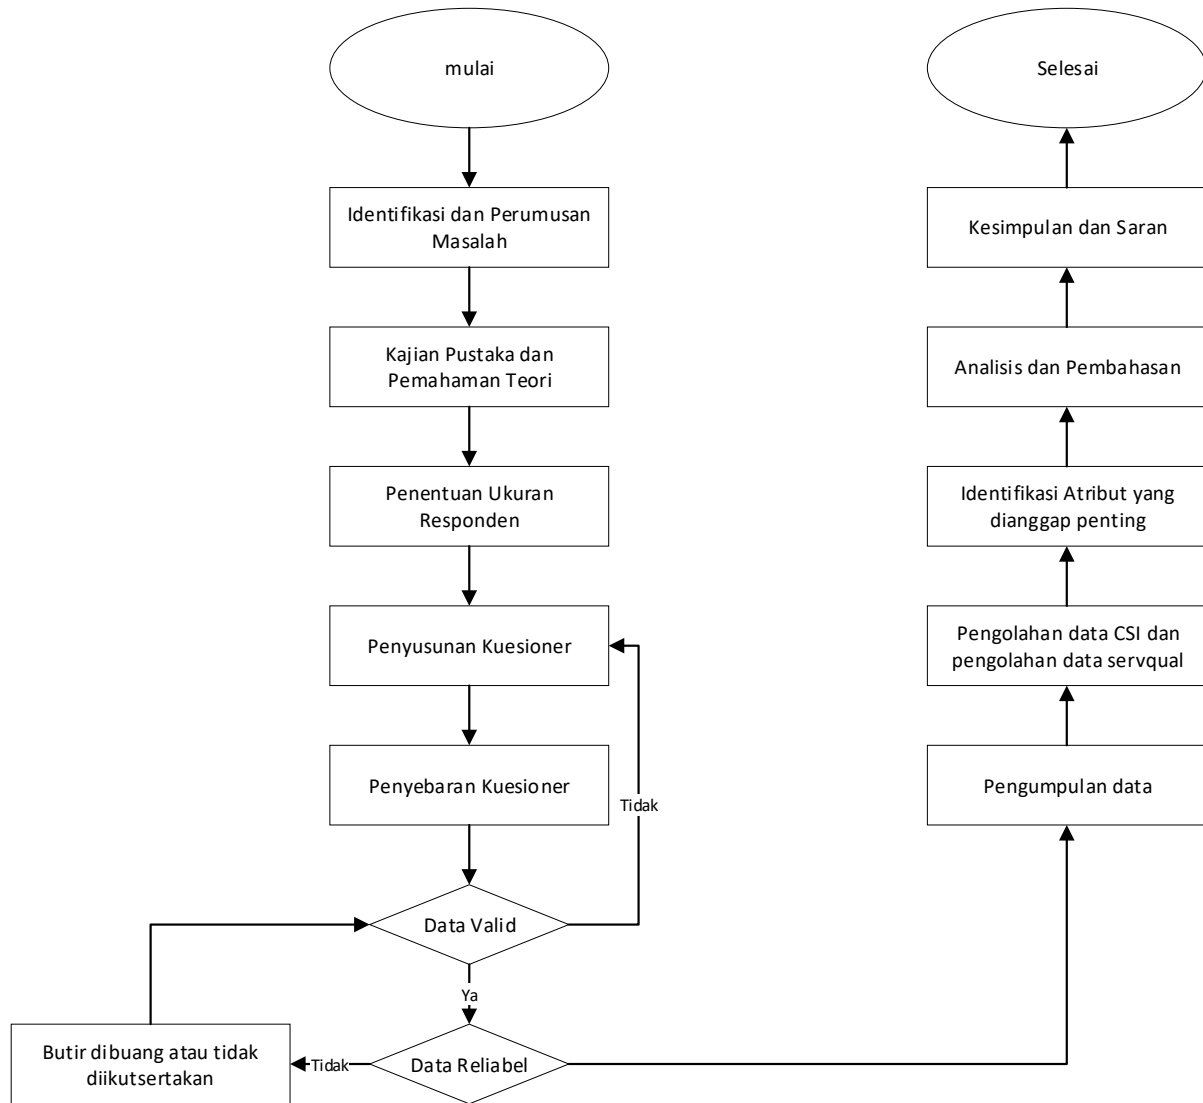 mulai
Identifikasi dan Perumusan
Masalah
Kajian Pustaka dan
Pemahaman Teori
Penentuan Ukuran
Responden
Penyusunan Kuesioner
Penyebaran Kuesioner
Tidak
Data Valid
Ya
Butir dibuang atau tidak
diikutsertakan
Tidak
Data Reliabel
Selesai
Kesimpulan dan Saran
Analisis dan Pembahasan
Identifikasi Atribut yang
dianggap penting
Pengolahan data CSI dan
pengolahan data servqual
Pengumpulan data